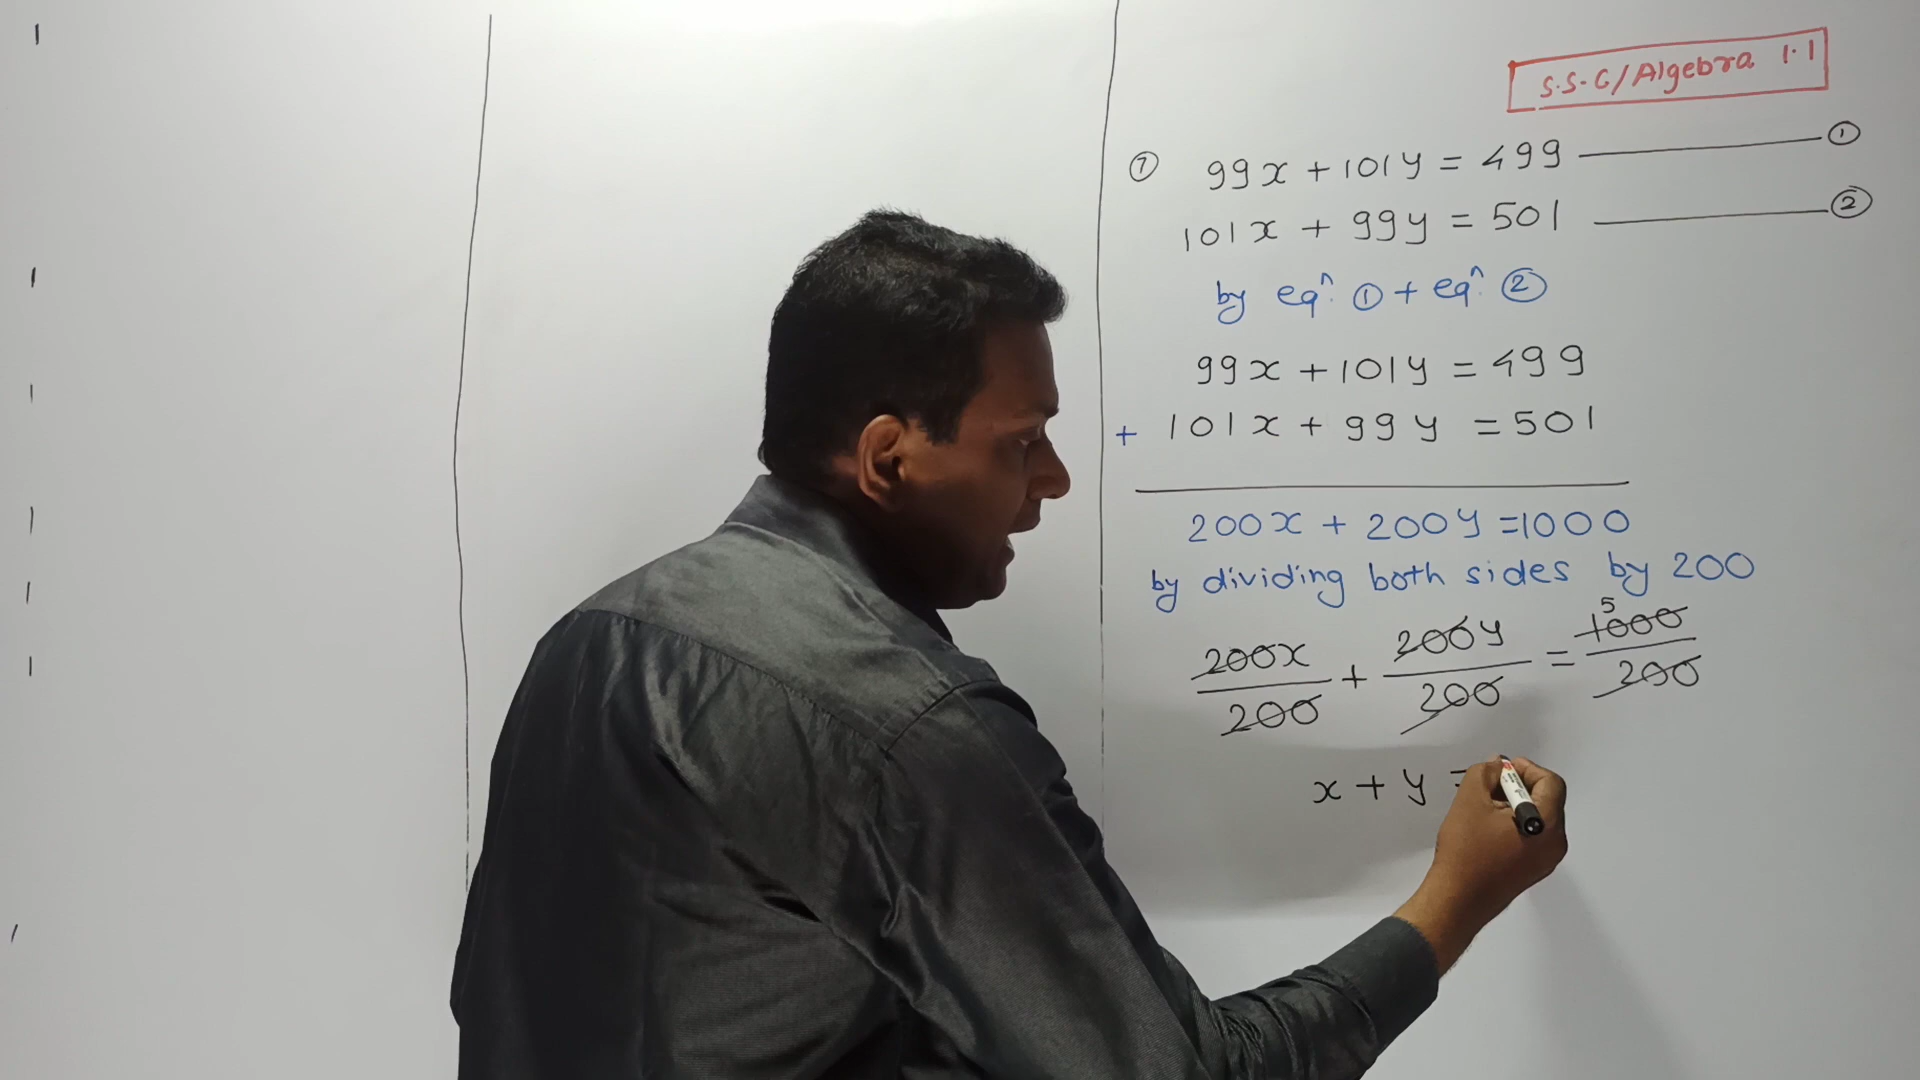 S.S.C/Algebra 1.1
⑦ 99x + 101y = 499 ——— ①
101x + 99y = 501 ——— ②
by eqⁿ. ① + eqⁿ. ②
99x + 101y = 499
+ 101x + 99y = 501
200x + 200y = 1000
by dividing both sides by 200
5
200x/200 + 200y/200 = 1000/200
x + y =